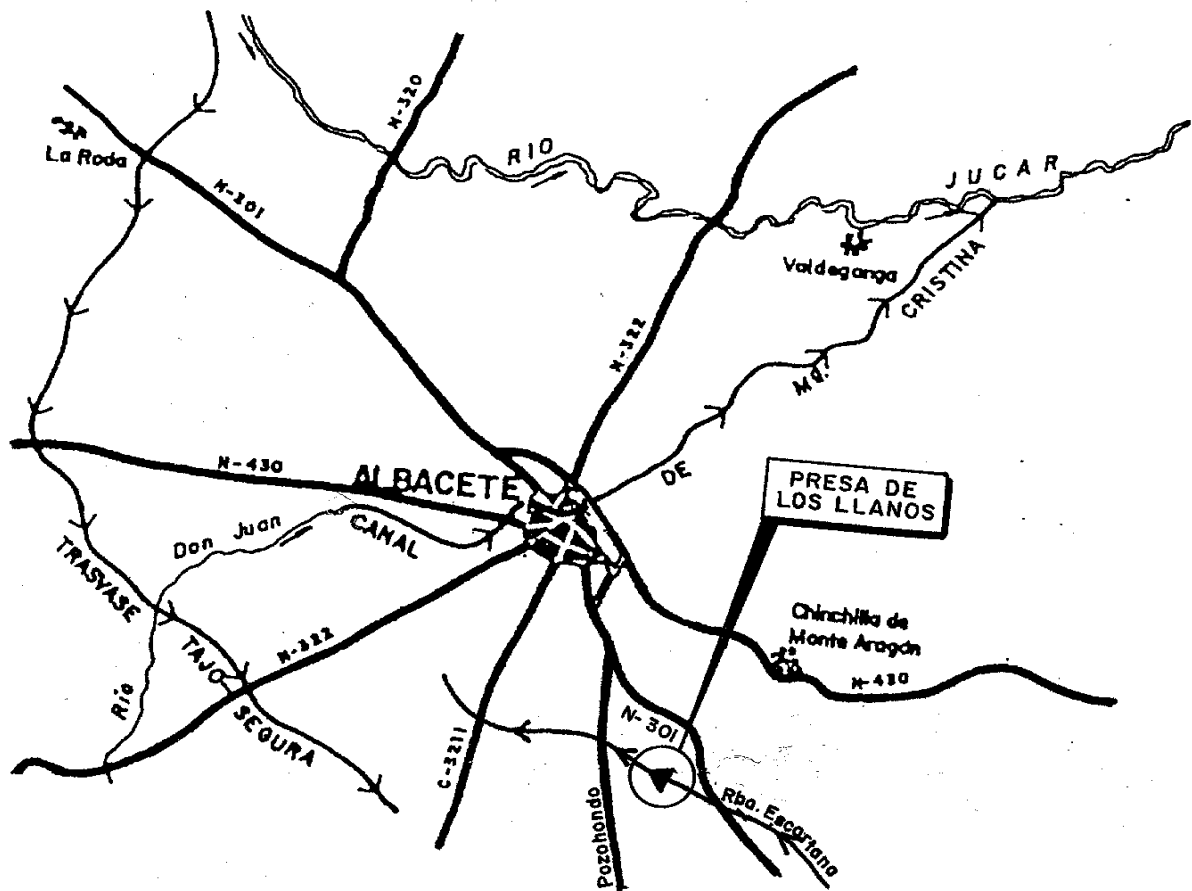 N-320
La Roda
N-301
RIO
JUCAR
Valdeganga
CRISTINA
N-322
Mª.
DE
N-430
ALBACETE
PRESA DE
LOS LLANOS
Don Juan
CANAL
TRASVASE
Chinchilla de
Monte Aragón
N-430
N-322
TAJO
Río
SEGURA
N-301
C-3211
Pozohondo
Rba. Escartana